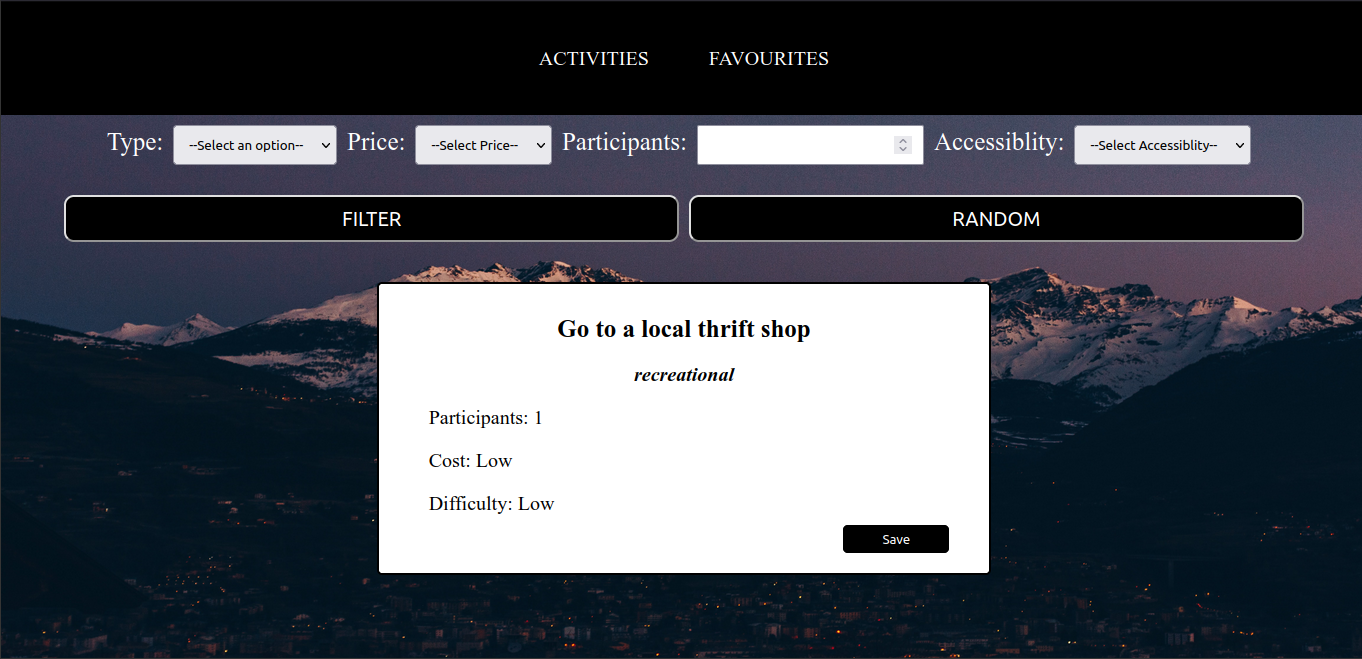 ACTIVITIES FAVOURITES
Type: --Select an option-- Price: --Select Price-- Participants: Accessiblity: --Select Accessiblity--
FILTER RANDOM
Go to a local thrift shop
recreational
Participants: 1
Cost: Low
Difficulty: Low
Save